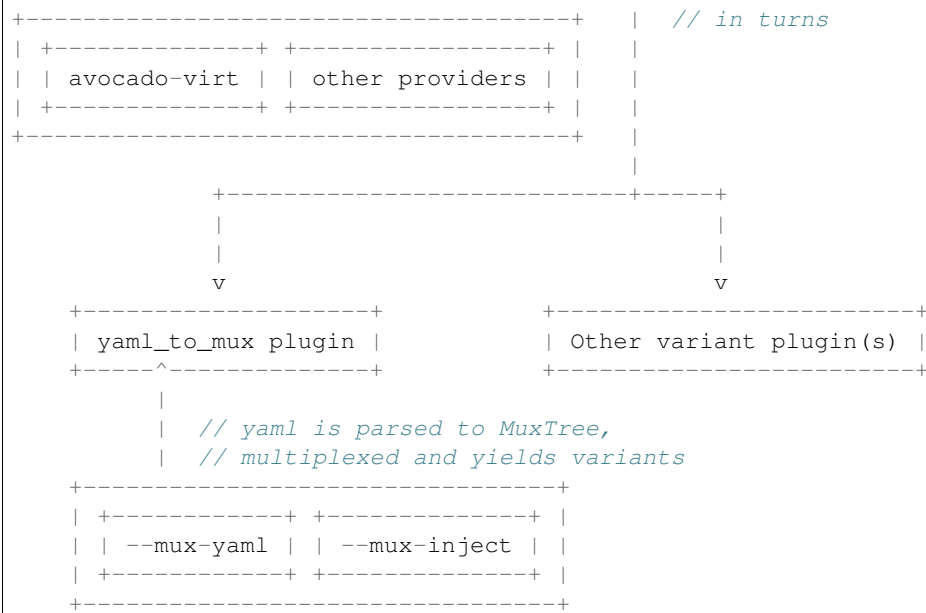 +--------------------------------------+    |  // in turns
| +--------------+ +-----------------+ |    |
| | avocado-virt | | other providers | |    |
| +--------------+ +-----------------+ |    |
+--------------------------------------+    |
                                            |
              +-----------------------------+-----+
              |                                   |
              |                                   |
              v                                   v
    +--------------------+            +-------------------------+
    | yaml_to_mux plugin |            | Other variant plugin(s) |
    +-----^--------------+            +-------------------------+
          |
          |  // yaml is parsed to MuxTree,
          |  // multiplexed and yields variants
    +---------------------------------+
    | +------------+ +--------------+ |
    | | --mux-yaml | | --mux-inject | |
    | +------------+ +--------------+ |
    +---------------------------------+